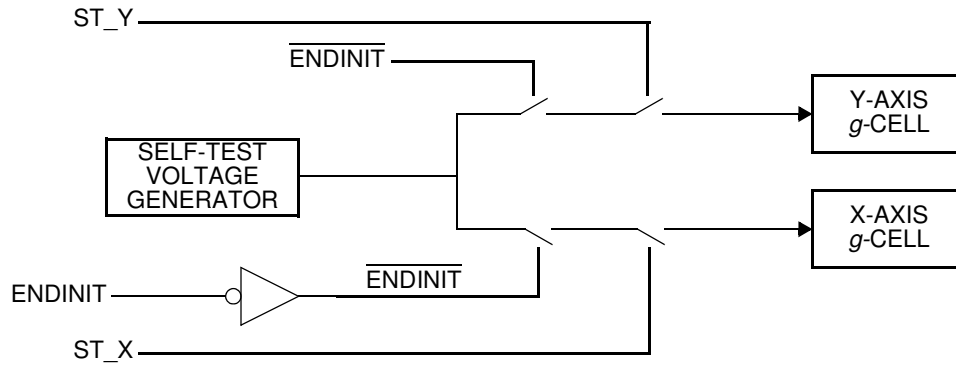 ST_Y
ENDINIT
Y-AXIS
g-CELL
SELF-TEST
VOLTAGE
GENERATOR
X-AXIS
g-CELL
ENDINIT
ENDINIT
ST_X